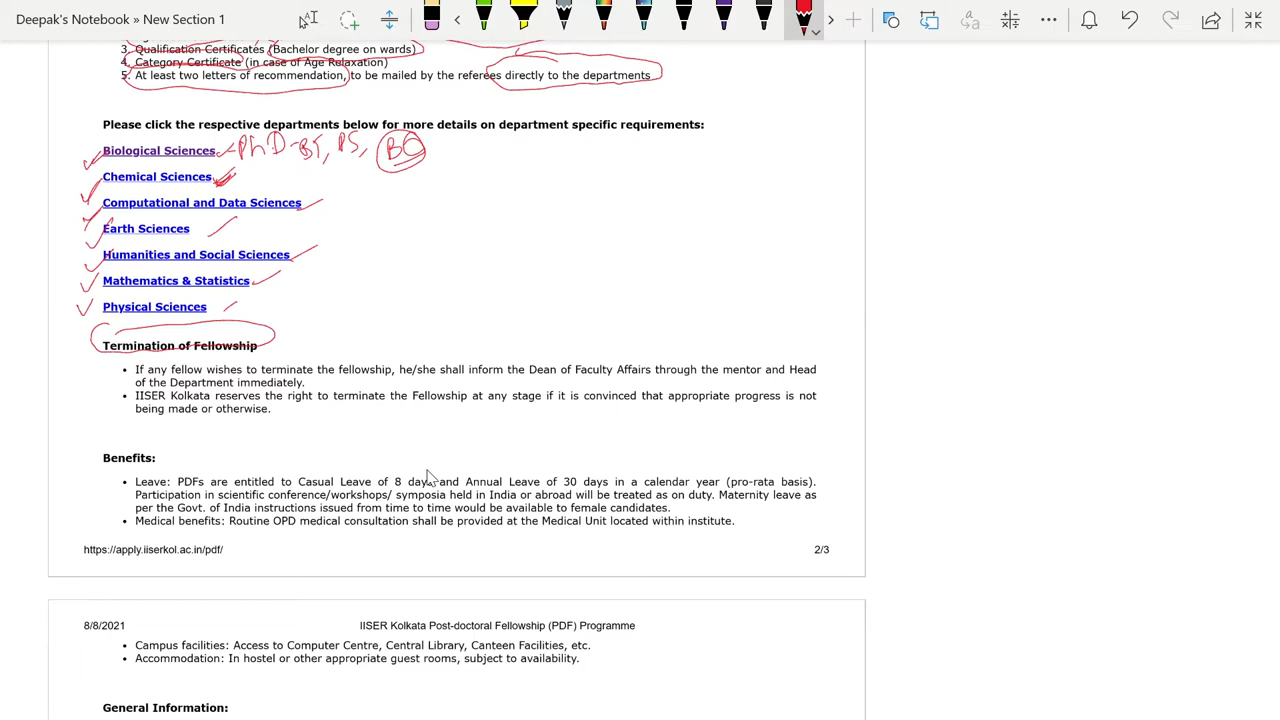 Deepak's Notebook » New Section 1
3. Qualification Certificates (Bachelor degree on wards)
4. Category Certificate (in case of Age Relaxation)
5. At least two letters of recommendation, to be mailed by the referees directly to the departments
Please click the respective departments below for more details on department specific requirements:
Biological Sciences PhD - BT, PS, BC
Chemical Sciences
Computational and Data Sciences
Earth Sciences
Humanities and Social Sciences
Mathematics & Statistics
Physical Sciences
Termination of Fellowship
• If any fellow wishes to terminate the fellowship, he/she shall inform the Dean of Faculty Affairs through the mentor and Head
of the Department immediately.
• IISER Kolkata reserves the right to terminate the Fellowship at any stage if it is convinced that appropriate progress is not
being made or otherwise.
Benefits:
• Leave: PDFs are entitled to Casual Leave of 8 days and Annual Leave of 30 days in a calendar year (pro-rata basis).
Participation in scientific conference/workshops/ symposia held in India or abroad will be treated as on duty. Maternity leave as
per the Govt. of India instructions issued from time to time would be available to female candidates.
• Medical benefits: Routine OPD medical consultation shall be provided at the Medical Unit located within institute.
https://apply.iiserkol.ac.in/pdf/ 2/3
8/8/2021 IISER Kolkata Post-doctoral Fellowship (PDF) Programme
• Campus facilities: Access to Computer Centre, Central Library, Canteen Facilities, etc.
• Accommodation: In hostel or other appropriate guest rooms, subject to availability.
General Information: